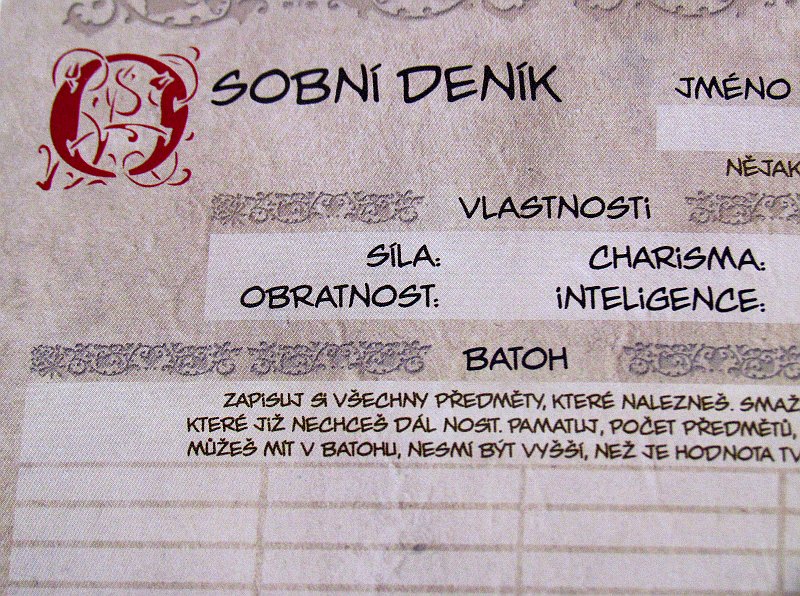 OSOBNÍ DENÍK
JMÉNO
VLASTNOSTI
SÍLA:
CHARISMA:
OBRATNOST:
INTELIGENCE:
BATOH
ZAPISUJ SI VŠECHNY PŘEDMĚTY, KTERÉ NALEZNEŠ.
KTERÉ JIŽ NECHCEŠ DÁL NOSIT. PAMATUJ, POČET PŘEDMĚTŮ,
MŮŽEŠ MÍT V BATOHU, NESMÍ BÝT VYŠŠÍ, NEŽ JE HODNOTA